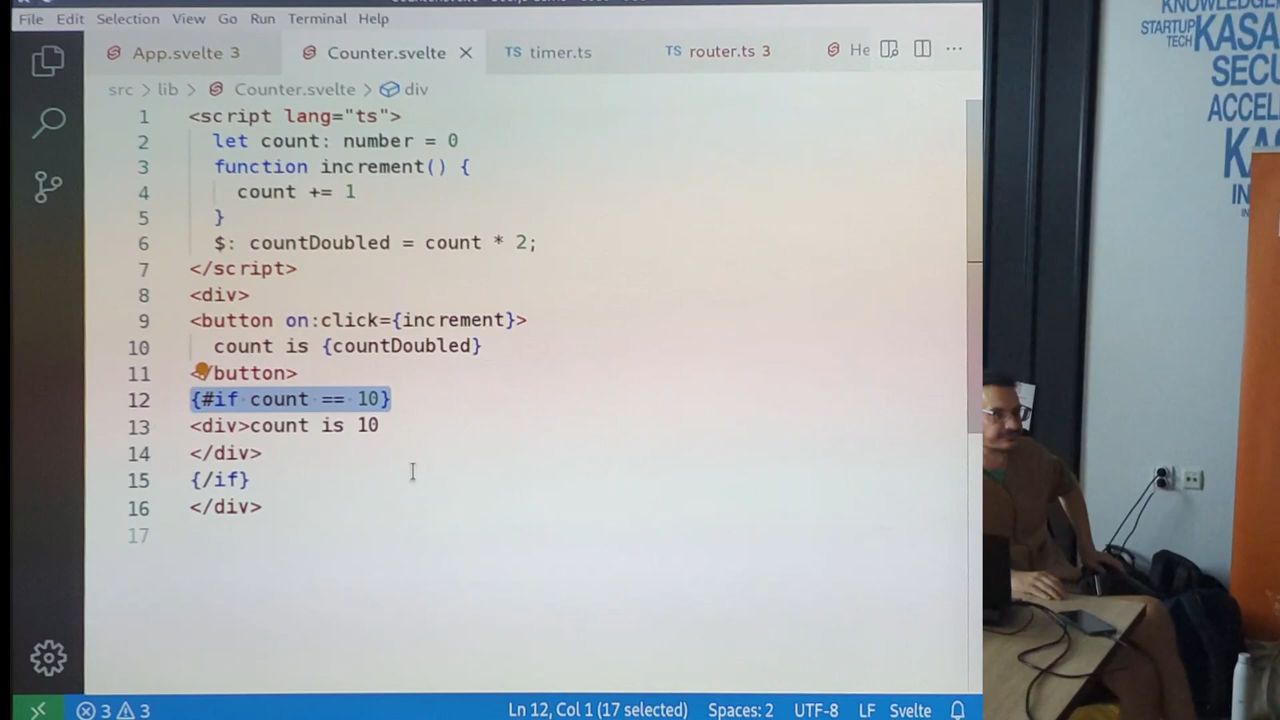 File Edit Selection View Go Run Terminal Help
App.svelte 3 Counter.svelte TS timer.ts TS router.ts 3 He
src > lib > Counter.svelte > div
1 <script lang="ts">
2 let count: number = 0
3 function increment() {
4 count += 1
5 }
6 $: countDoubled = count * 2;
7 </script>
8 <div>
9 <button on:click={increment}>
10 count is {countDoubled}
11 </button>
12 {#if count == 10}
13 <div>count is 10
14 </div>
15 {/if}
16 </div>
17
3 3
Ln 12, Col 1 (17 selected) Spaces: 2 UTF-8 LF Svelte
KNOWLEDGE
STARTUP
TECH
KASA
SECU
ACCEL
KA
IN